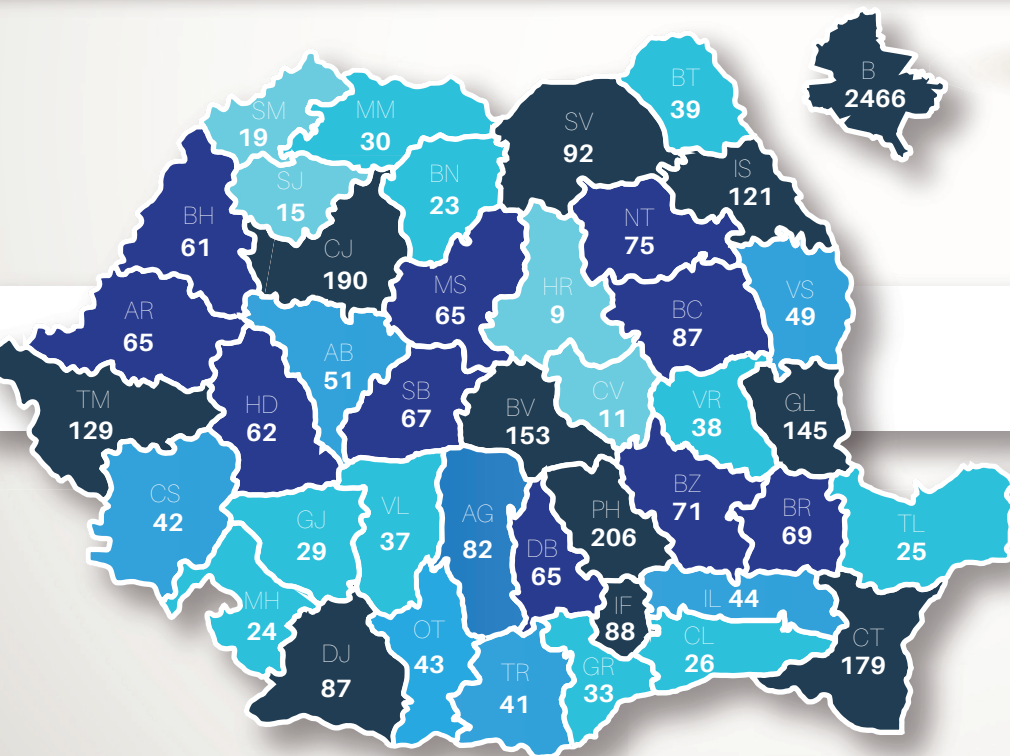 B
2466
BT
39
SM
19
MM
30
SV
92
IS
121
BN
23
SJ
15
BH
61
NT
75
CJ
190
MS
65
HR
9
VS
49
BC
87
AR
65
AB
51
SB
67
CV
11
VR
38
GL
145
TM
129
HD
62
BV
153
CS
42
GJ
29
VL
37
AG
82
PH
206
BZ
71
BR
69
TL
25
DB
65
MH
24
IF
88
IL 44
OT
43
CL
26
CT
179
DJ
87
TR
41
GR
33